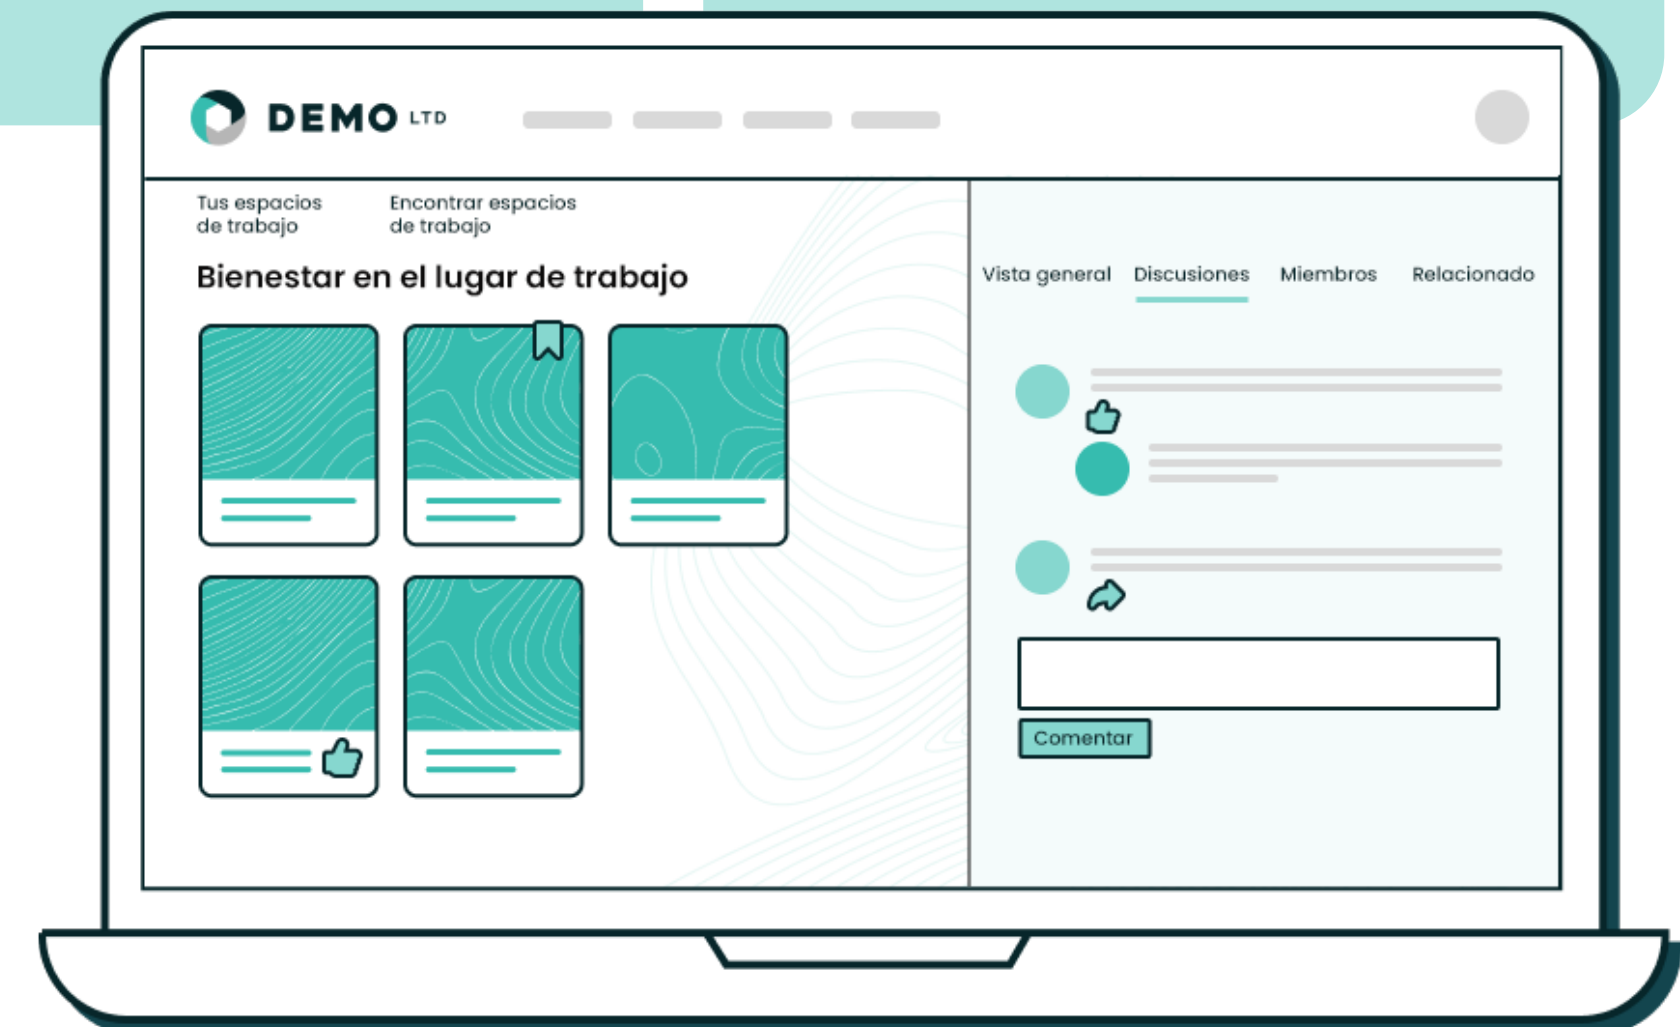 DEMO LTD
Tus espacios
de trabajo
Encontrar espacios
de trabajo
Bienestar en el lugar de trabajo
Vista general
Discusiones
Miembros
Relacionado
Comentar